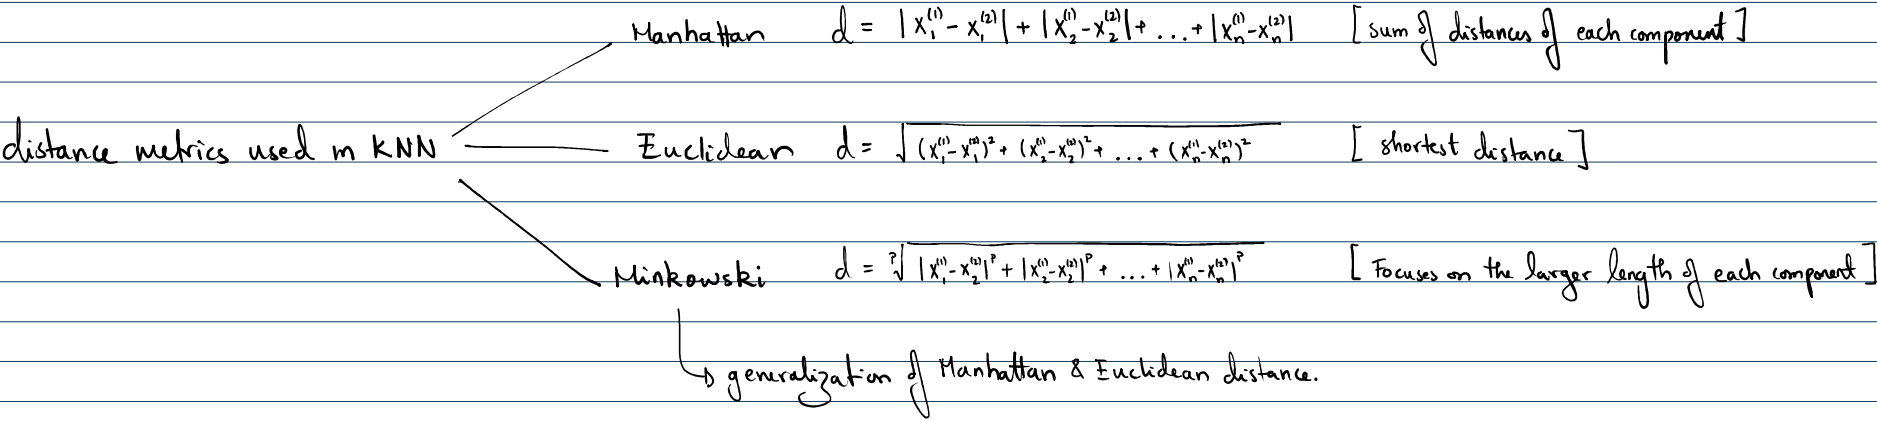 Manhattan d = |x₁⁽¹⁾ - x₁⁽²⁾| + |x₂⁽¹⁾ - x₂⁽²⁾| + ... + |xₙ⁽¹⁾ - xₙ⁽²⁾| [sum of distances of each component]
distance metrics used in KNN Euclidean d = √((x₁⁽¹⁾ - x₁⁽²⁾)² + (x₂⁽¹⁾ - x₂⁽²⁾)² + ... + (xₙ⁽¹⁾ - xₙ⁽²⁾)²) [shortest distance]
Minkowski d = ᵖ√(|x₁⁽¹⁾ - x₂⁽²⁾|ᵖ + |x₂⁽¹⁾ - x₂⁽²⁾|ᵖ + ... + |xₙ⁽¹⁾ - xₙ⁽²⁾|ᵖ) [Focuses on the larger length of each component]
↳ generalization of Manhattan & Euclidean distance.